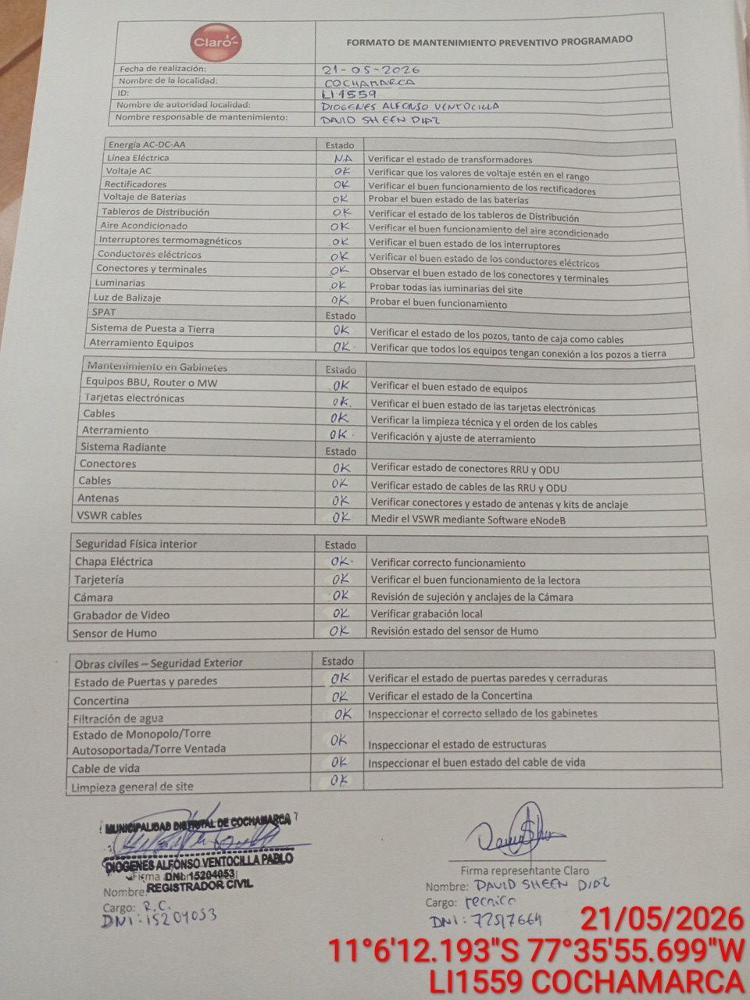 Claro
FORMATO DE MANTENIMIENTO PREVENTIVO PROGRAMADO
Fecha de realización: 21-05-2026
Nombre de la localidad: COCHAMARCA
ID: LI1559
Nombre de autoridad localidad: DIOGENES ALFONSO VENTOCILLA
Nombre responsable de mantenimiento: DAVID SHEEN DIAZ
Energía AC-DC-AA Estado
Línea Eléctrica NA Verificar el estado de transformadores
Voltaje AC OK Verificar que los valores de voltaje estén en el rango
Rectificadores OK Verificar el buen funcionamiento de los rectificadores
Voltaje de Baterías OK Probar el buen estado de las baterías
Tableros de Distribución OK Verificar el estado de los tableros de Distribución
Aire Acondicionado OK Verificar el buen funcionamiento del aire acondicionado
Interruptores termomagnéticos OK Verificar el buen estado de los interruptores
Conductores eléctricos OK Verificar el buen estado de los conductores eléctricos
Conectores y terminales OK Observar el buen estado de los conectores y terminales
Luminarias OK Probar todas las luminarias del site
Luz de Balizaje OK Probar el buen funcionamiento
SPAT Estado
Sistema de Puesta a Tierra OK Verificar el estado de los pozos, tanto de caja como cables
Aterramiento Equipos OK Verificar que todos los equipos tengan conexión a los pozos a tierra
Mantenimiento en Gabinetes Estado
Equipos BBU, Router o MW OK Verificar el buen estado de equipos
Tarjetas electrónicas OK Verificar el buen estado de las tarjetas electrónicas
Cables OK Verificar la limpieza técnica y el orden de los cables
Aterramiento OK Verificación y ajuste de aterramiento
Sistema Radiante Estado
Conectores OK Verificar estado de conectores RRU y ODU
Cables OK Verificar estado de cables de las RRU y ODU
Antenas OK Verificar conectores y estado de antenas y kits de anclaje
VSWR cables OK Medir el VSWR mediante Software eNodeB
Seguridad Física interior Estado
Chapa Eléctrica OK Verificar correcto funcionamiento
Tarjetería OK Verificar el buen funcionamiento de la lectora
Cámara OK Revisión de sujeción y anclajes de la Cámara
Grabador de Video OK Verificar grabación local
Sensor de Humo OK Revisión estado del sensor de Humo
Obras civiles – Seguridad Exterior Estado
Estado de Puertas y paredes OK Verificar el estado de puertas paredes y cerraduras
Concertina OK Verificar el estado de la Concertina
Filtración de agua OK Inspeccionar el correcto sellado de los gabinetes
Estado de Monopolo/Torre
Autosoportada/Torre Ventada OK Inspeccionar el estado de estructuras
Cable de vida OK Inspeccionar el buen estado del cable de vida
Limpieza general de site OK
MUNICIPALIDAD DISTRITAL DE COCHAMARCA
DIOGENES ALFONSO VENTOCILLA PABLO
Firma DNI: 15204053
Nombre: REGISTRADOR CIVIL
Cargo: R.C.
DNI: 15204053
Firma representante Claro
Nombre: DAVID SHEEN DIAZ
Cargo: Tecnico
DNI: 72517664
21/05/2026
11°6'12.193"S 77°35'55.699"W
LI1559 COCHAMARCA